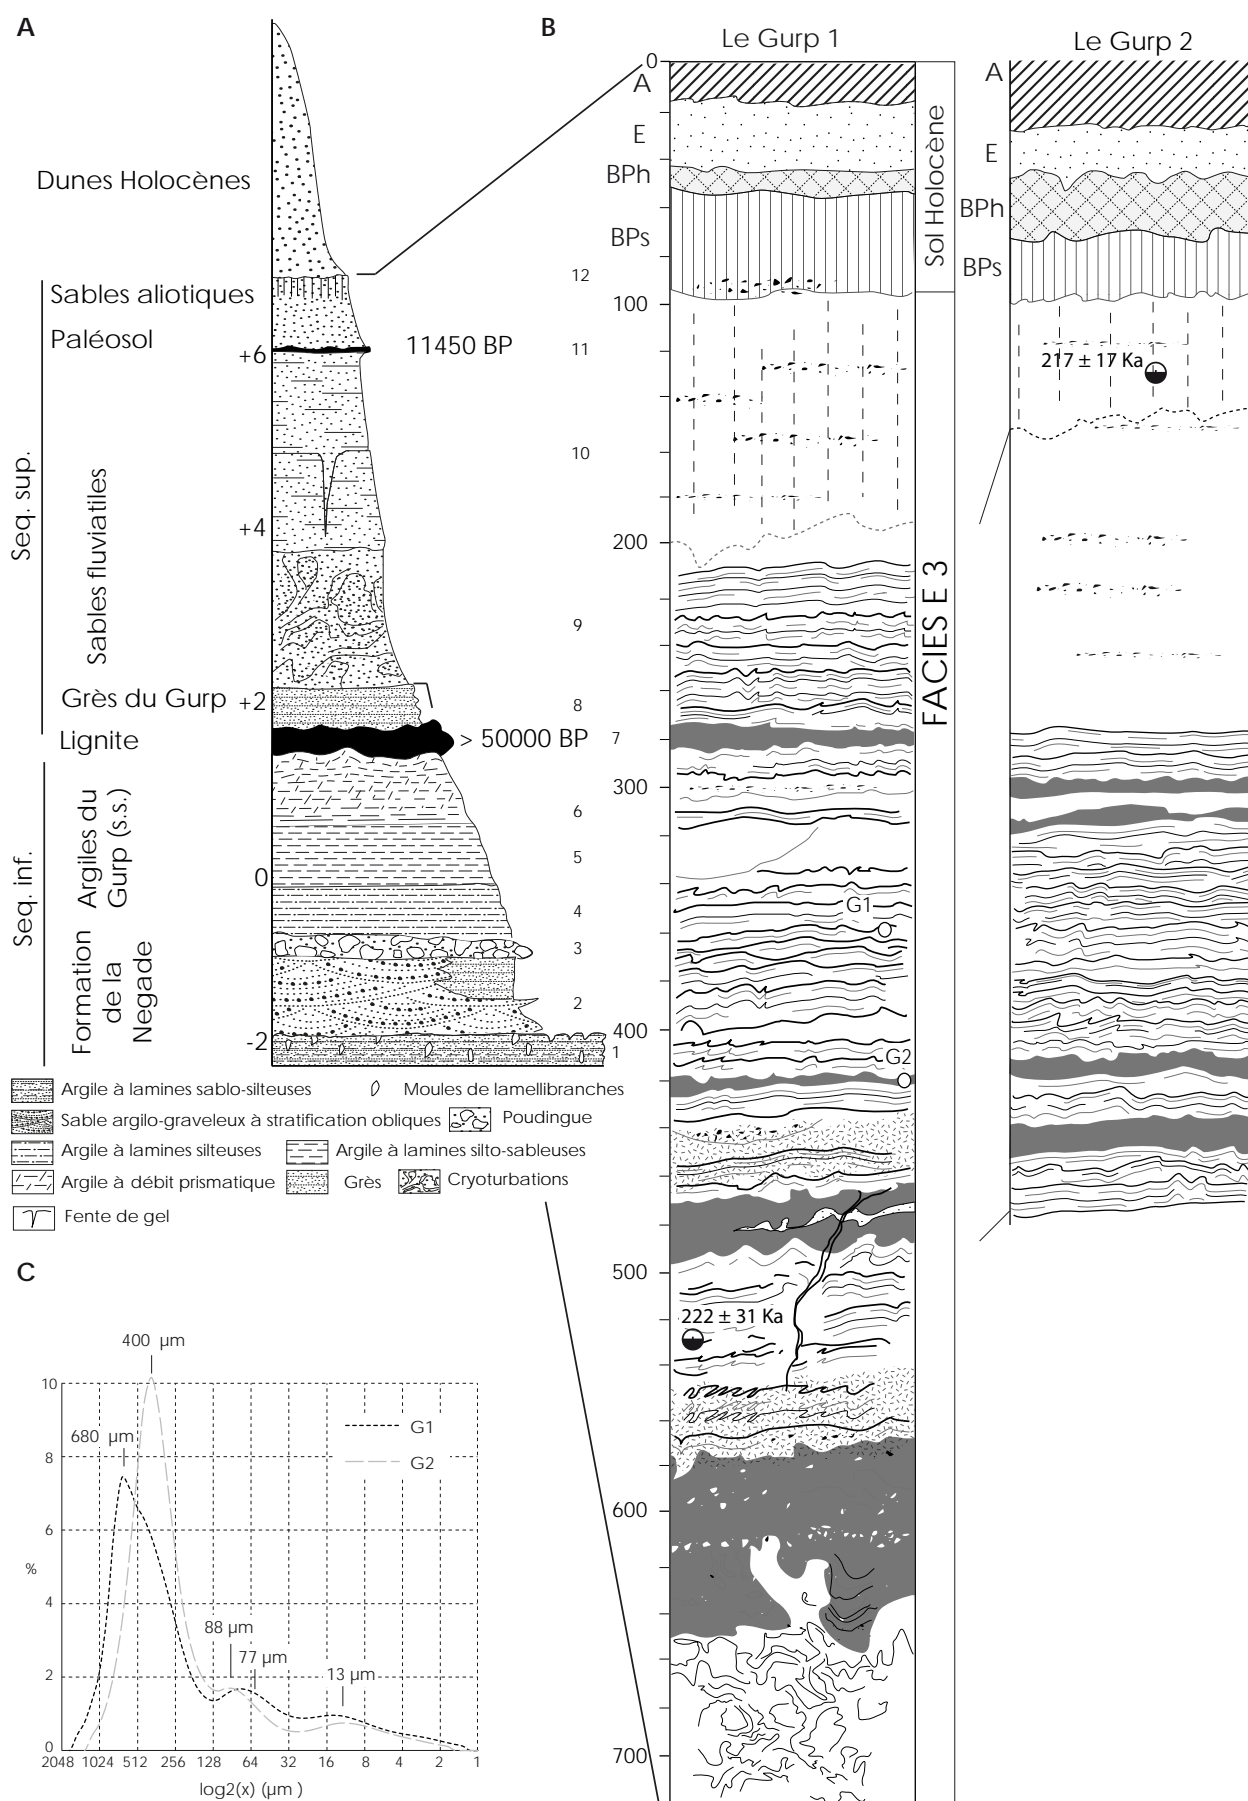 A
Dunes Holocènes
Sables aliotiques
Paléosol
+6
11450 BP
+4
Seq. sup.
Sables fluviatiles
Grès du Gurp
+2
Lignite
> 50000 BP
Argiles du
Gurp (s.s.)
0
Seq. inf.
Formation
de la
Negade
-2
12
11
10
9
8
7
6
5
4
3
2
1
Argile à lamines sablo-silteuses
Moules de lamellibranches
Sable argilo-graveleux à stratification obliques
Poudingue
Argile à lamines silteuses
Argile à lamines silto-sableuses
Argile à débit prismatique
Grès
Cryoturbations
Fente de gel
B
Le Gurp 1
Le Gurp 2
0
A
E
BPh
BPs
100
200
300
400
500
600
700
Sol Holocène
FACIES E 3
G1
G2
222 ± 31 Ka
A
E
BPh
BPs
217 ± 17 Ka
C
400 µm
680 µm
G1
G2
88 µm
77 µm
13 µm
10
8
6
%
4
2
0
2048 1024 512 256 128 64 32 16 8 4 2 1
log2(x) (µm )